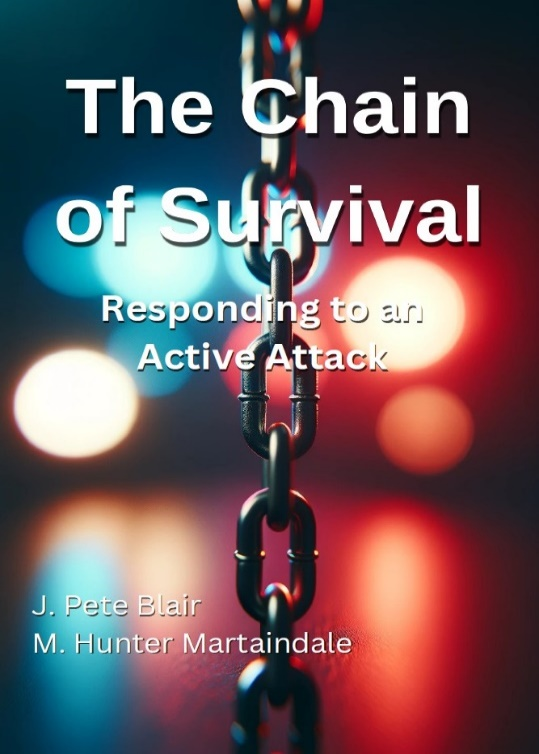 The Chain
of Survival
Responding to an
Active Attack
J. Pete Blair
M. Hunter Martaindale